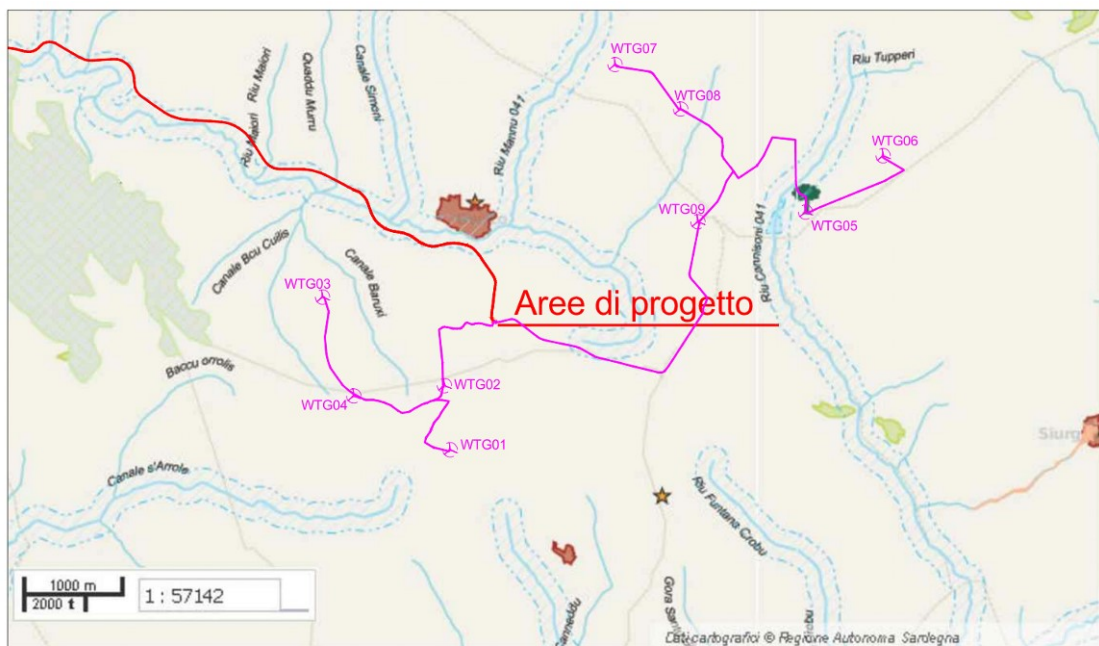 WTG07
Riu Tupperi
WTG08
WTG06
Riu Maiori
Riu Maiori
Quaddu Murru
Canale Simoni
Riu Mannu 041
WTG09
WTG05
Riu Cannisoni 041
Canale Bcu Cuilis
Canale Baruxi
WTG03
Aree di progetto
Baccu orrolis
WTG02
WTG04
WTG01
Siurg
Canale s'Arrole
Riu Funtana Crobu
1000 m
2000 t
1 : 57142
Dati cartografici © Regione Autonoma Sardegna